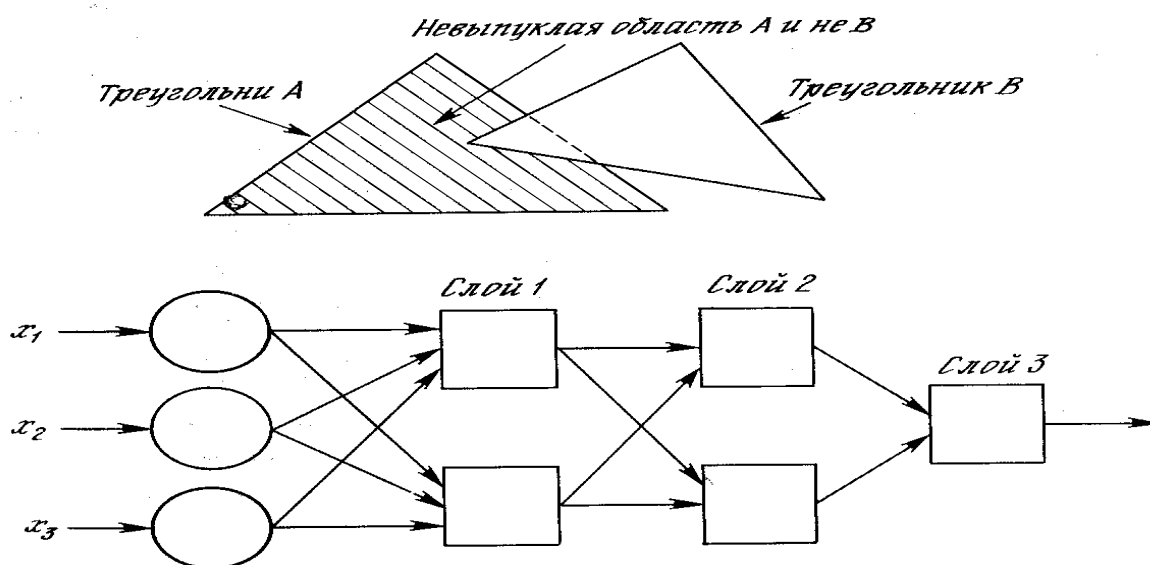 Невыпуклая область A и не B
Треугольни A
Треугольник B
Слой 1
Слой 2
Слой 3
x₁
x₂
x₃